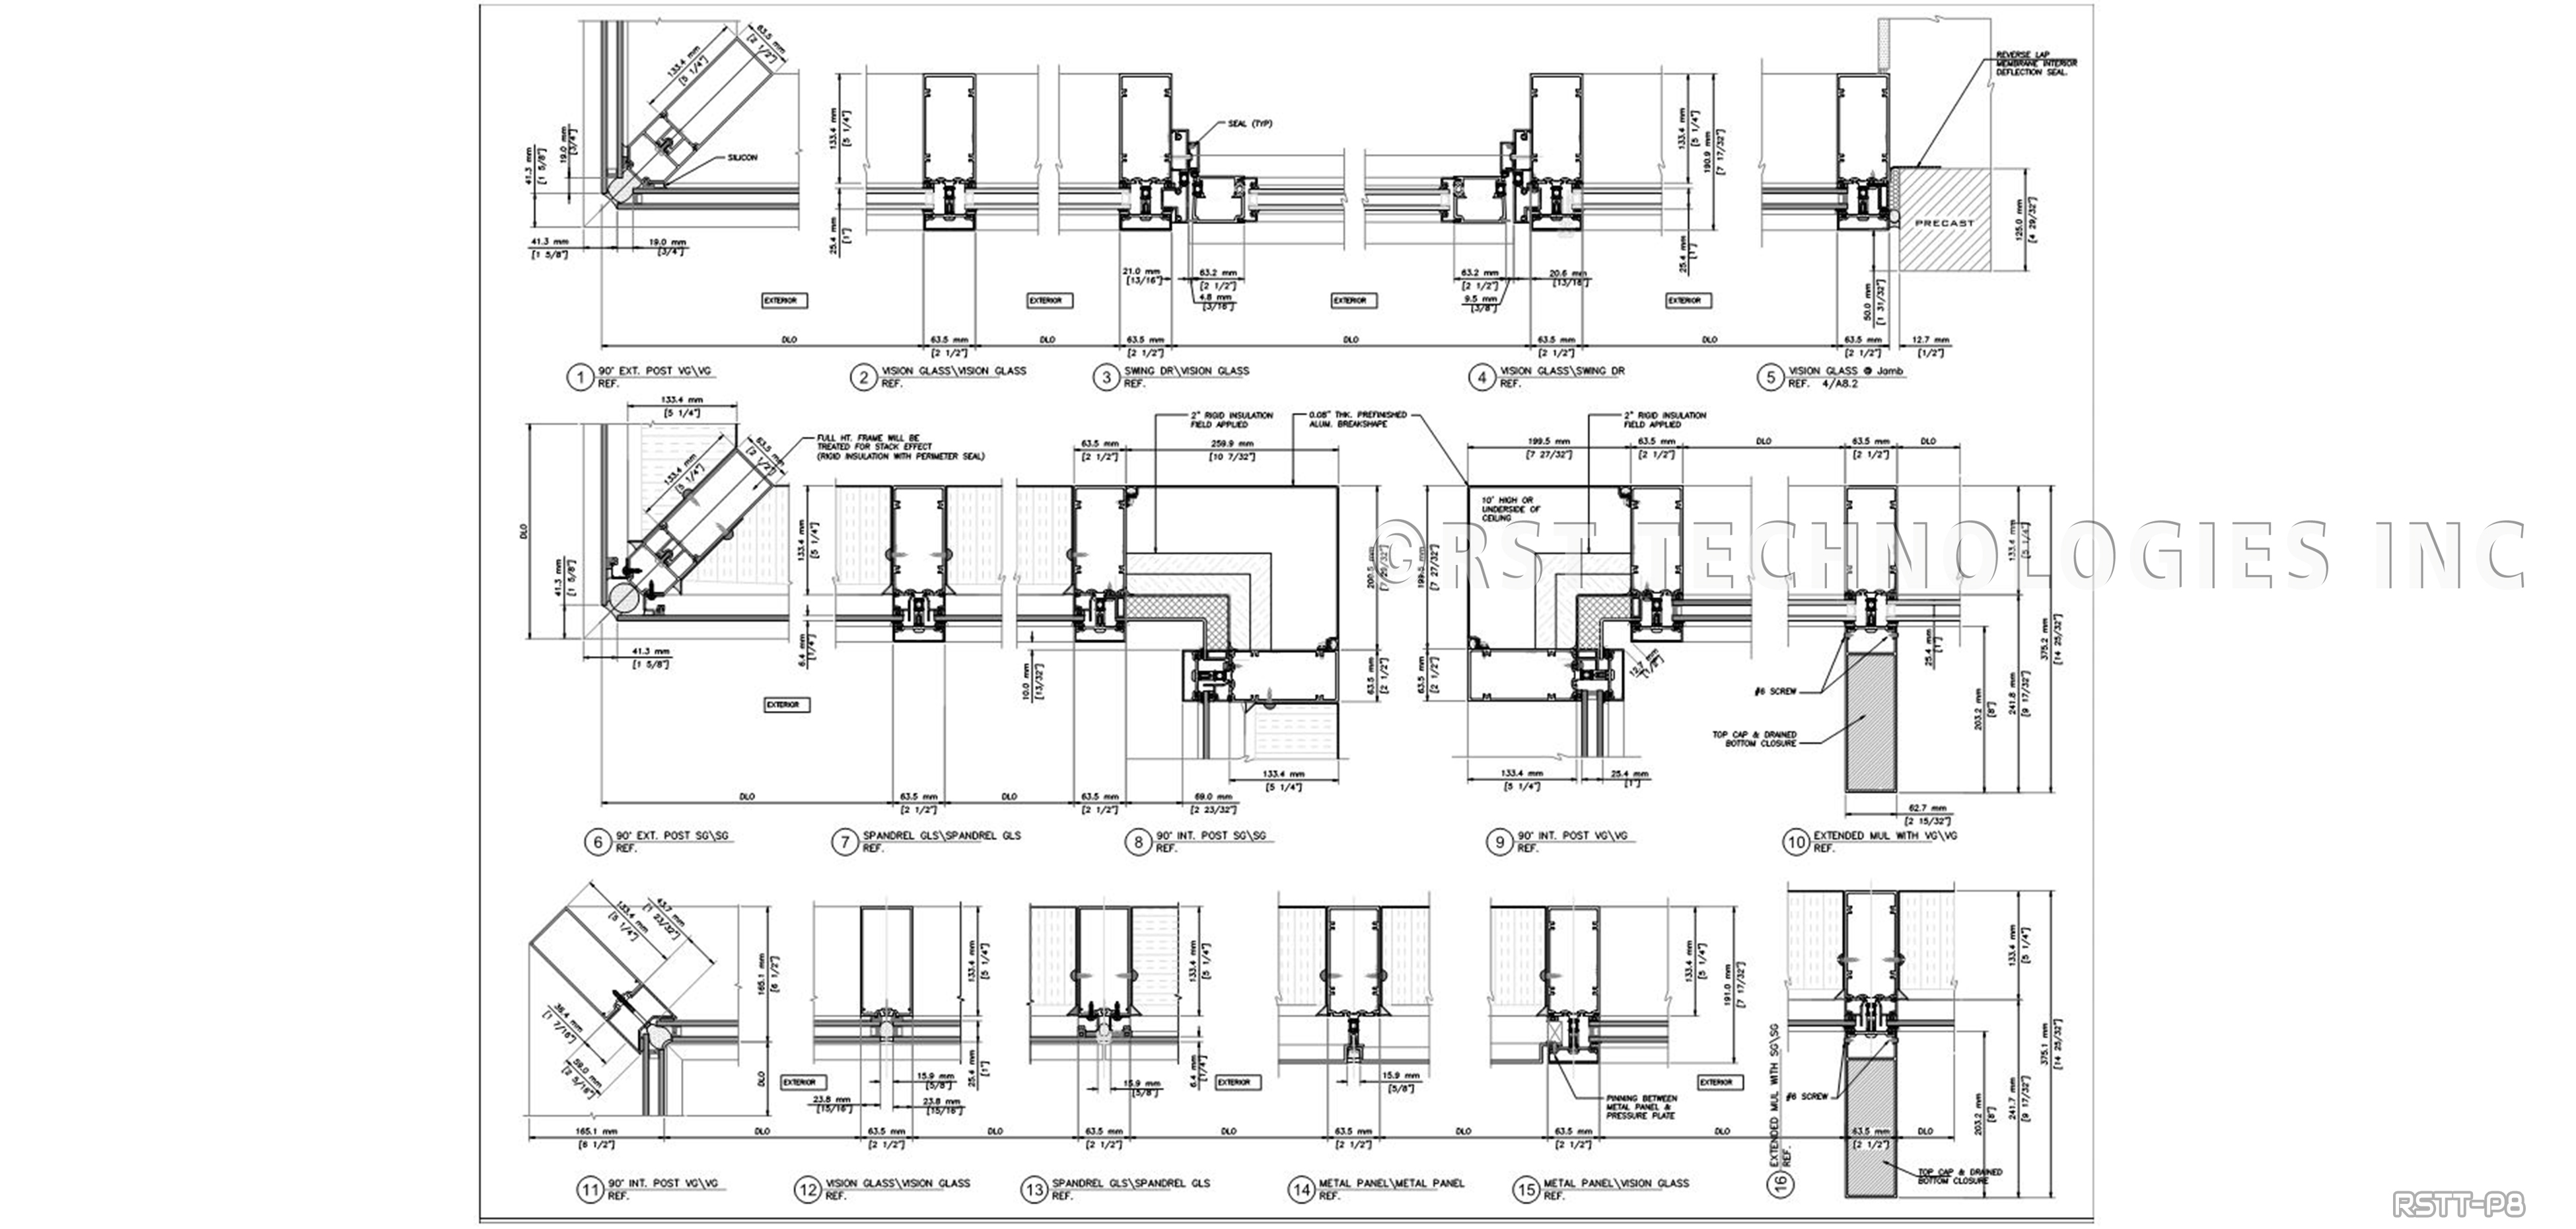 133.4 mm
[5 1/4"]
63.5 mm
[2 1/2"]
19.0 mm
[3/4"]
41.3 mm
[1 5/8"]
SILICON
41.3 mm
[1 5/8"]
19.0 mm
[3/4"]
133.4 mm
[5 1/4"]
25.4 mm
[1"]
SEAL (TYP)
21.0 mm
[13/16"]
63.2 mm
[2 1/2"]
4.8 mm
[3/16"]
63.2 mm
[2 1/2"]
9.5 mm
[3/8"]
20.6 mm
[13/16"]
133.4 mm
[5 1/4"]
190.9 mm
[7 17/32"]
25.4 mm
[1"]
REVERSE LAP
MEMBRANE INTERIOR
DEFLECTION SEAL.
PRECAST
125.0 mm
[4 29/32"]
50.0 mm
[1 31/32"]
12.7 mm
[1/2"]
EXTERIOR
EXTERIOR
EXTERIOR
EXTERIOR
DLO
63.5 mm
[2 1/2"]
DLO
63.5 mm
[2 1/2"]
DLO
63.5 mm
[2 1/2"]
DLO
63.5 mm
[2 1/2"]
1 90° EXT. POST VG\VG
REF.
2 VISION GLASS\VISION GLASS
REF.
3 SWING DR\VISION GLASS
REF.
4 VISION GLASS\SWING DR
REF.
5 VISION GLASS @ Jamb
REF. 4/A8.2
133.4 mm
[5 1/4"]
133.4 mm
[5 1/4"]
63.5 mm
[2 1/2"]
FULL HT. FRAME WILL BE
TREATED FOR STACK EFFECT
(RIGID INSULATION WITH PERIMETER SEAL)
DLO
41.3 mm
[1 5/8"]
41.3 mm
[1 5/8"]
133.4 mm
[5 1/4"]
6.4 mm
[1/4"]
EXTERIOR
63.5 mm
[2 1/2"]
259.9 mm
[10 7/32"]
2" RIGID INSULATION
FIELD APPLIED
0.08" THK. PREFINISHED
ALUM. BREAKSHAPE
2" RIGID INSULATION
FIELD APPLIED
10.0 mm
[13/32"]
200.5 mm
[7 29/32"]
63.5 mm
[2 1/2"]
133.4 mm
[5 1/4"]
69.0 mm
[2 23/32"]
199.5 mm
[7 27/32"]
63.5 mm
[2 1/2"]
DLO
63.5 mm
[2 1/2"]
DLO
10" HIGH OR
UNDERSIDE OF
CEILING
199.5 mm
[7 27/32"]
63.5 mm
[2 1/2"]
12.7 mm
[1/2"]
133.4 mm
[5 1/4"]
25.4 mm
[1"]
#6 SCREW
TOP CAP & DRAINED
BOTTOM CLOSURE
133.4 mm
[5 1/4"]
25.4 mm
[1"]
203.2 mm
[8"]
241.8 mm
[9 17/32"]
375.2 mm
[14 25/32"]
62.7 mm
[2 15/32"]
©RST TECHNOLOGIES INC
DLO
63.5 mm
[2 1/2"]
DLO
63.5 mm
[2 1/2"]
6 90° EXT. POST SG\SG
REF.
7 SPANDREL GLS\SPANDREL GLS
REF.
8 90° INT. POST SG\SG
REF.
9 90° INT. POST VG\VG
REF.
10 EXTENDED MUL WITH VG\VG
REF.
133.4 mm
[5 1/4"]
43.7 mm
[1 23/32"]
36.4 mm
[1 7/16"]
59.0 mm
[2 5/16"]
165.1 mm
[6 1/2"]
DLO
EXTERIOR
133.4 mm
[5 1/4"]
25.4 mm
[1"]
15.9 mm
[5/8"]
23.8 mm
[15/16"]
23.8 mm
[15/16"]
133.4 mm
[5 1/4"]
6.4 mm
[1/4"]
15.9 mm
[5/8"]
EXTERIOR
15.9 mm
[5/8"]
133.4 mm
[5 1/4"]
191.0 mm
[7 17/32"]
EXTERIOR
PINNING BETWEEN
METAL PANEL &
PRESSURE PLATE
#6 SCREW
133.4 mm
[5 1/4"]
203.2 mm
[8"]
241.7 mm
[9 17/32"]
375.1 mm
[14 25/32"]
TOP CAP & DRAINED
BOTTOM CLOSURE
165.1 mm
[6 1/2"]
DLO
63.5 mm
[2 1/2"]
DLO
63.5 mm
[2 1/2"]
DLO
63.5 mm
[2 1/2"]
DLO
63.5 mm
[2 1/2"]
DLO
63.5 mm
[2 1/2"]
DLO
11 90° INT. POST VG\VG
REF.
12 VISION GLASS\VISION GLASS
REF.
13 SPANDREL GLS\SPANDREL GLS
REF.
14 METAL PANEL\METAL PANEL
REF.
15 METAL PANEL\VISION GLASS
REF.
16 EXTENDED MUL WITH SG\SG
REF.
RSTT-P8